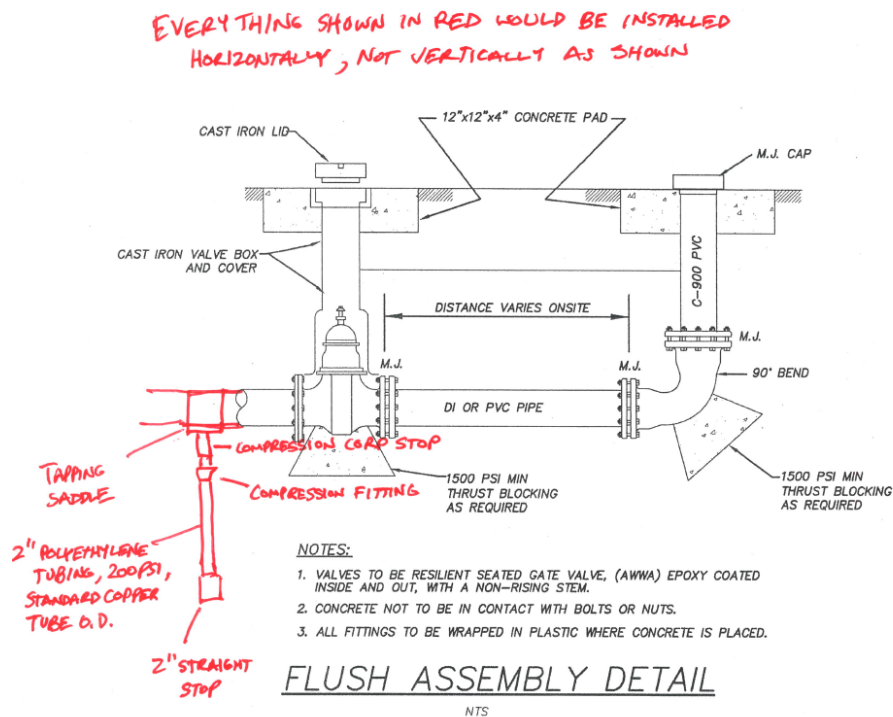 EVERYTHING SHOWN IN RED WOULD BE INSTALLED
HORIZONTALLY, NOT VERTICALLY AS SHOWN
12"x12"x4" CONCRETE PAD
CAST IRON LID
M.J. CAP
CAST IRON VALVE BOX
AND COVER
C-900 PVC
DISTANCE VARIES ONSITE
M.J.
M.J.
M.J.
90° BEND
DI OR PVC PIPE
COMPRESSION CORP STOP
TAPPING
SADDLE
COMPRESSION FITTING
1500 PSI MIN
THRUST BLOCKING
AS REQUIRED
1500 PSI MIN
THRUST BLOCKING
AS REQUIRED
2" POLYETHYLENE
TUBING, 200 PSI,
STANDARD COPPER
TUBE O.D.
2" STRAIGHT
STOP
NOTES:
1. VALVES TO BE RESILIENT SEATED GATE VALVE, (AWWA) EPOXY COATED
INSIDE AND OUT, WITH A NON-RISING STEM.
2. CONCRETE NOT TO BE IN CONTACT WITH BOLTS OR NUTS.
3. ALL FITTINGS TO BE WRAPPED IN PLASTIC WHERE CONCRETE IS PLACED.
FLUSH ASSEMBLY DETAIL
NTS